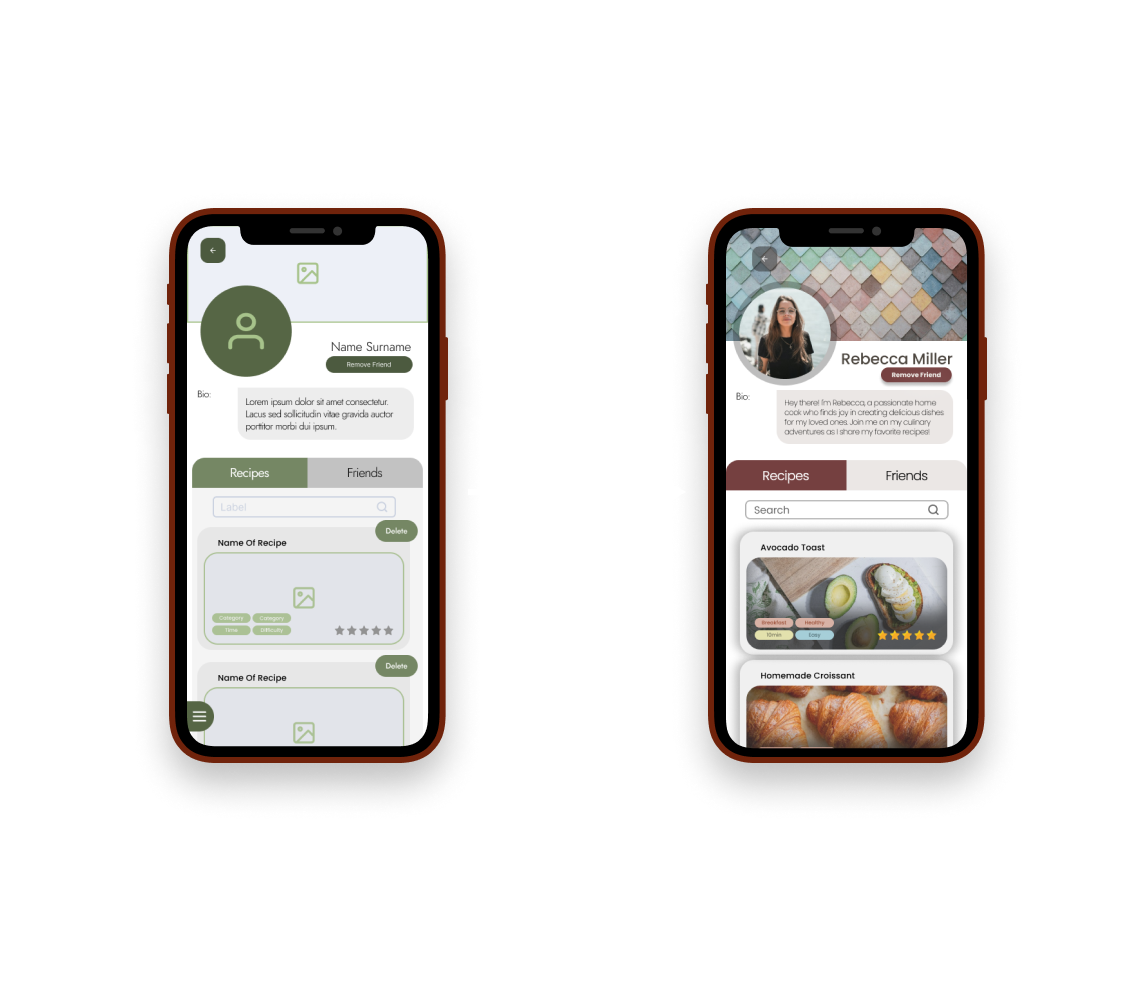 Name Surname
Remove Friend
Bio:
Lorem ipsum dolor sit amet consectetur.
Lacus sed sollicitudin vitae gravida auctor
porttitor morbi dui ipsum.
Recipes
Friends
Label
Delete
Name Of Recipe
Category
Category
Time
Difficulty
Delete
Name Of Recipe
Rebecca Miller
Remove Friend
Bio:
Hey there! I'm Rebecca, a passionate home
cook who finds joy in creating delicious dishes
for my loved ones. Join me on my culinary
adventures as I share my favorite recipes!
Recipes
Friends
Search
Avocado Toast
Breakfast
Healthy
10min
Easy
Homemade Croissant